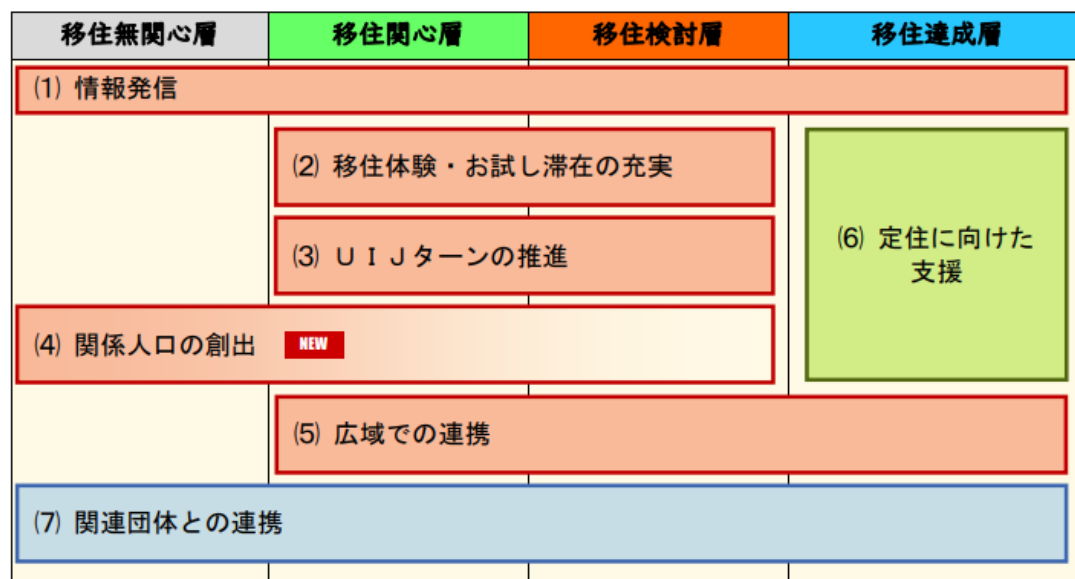 移住無関心層 移住関心層 移住検討層 移住達成層
⑴ 情報発信
⑵ 移住体験・お試し滞在の充実
⑶ ＵＩＪターンの推進
⑹ 定住に向けた
支援
⑷ 関係人口の創出 NEW
⑸ 広域での連携
⑺ 関連団体との連携